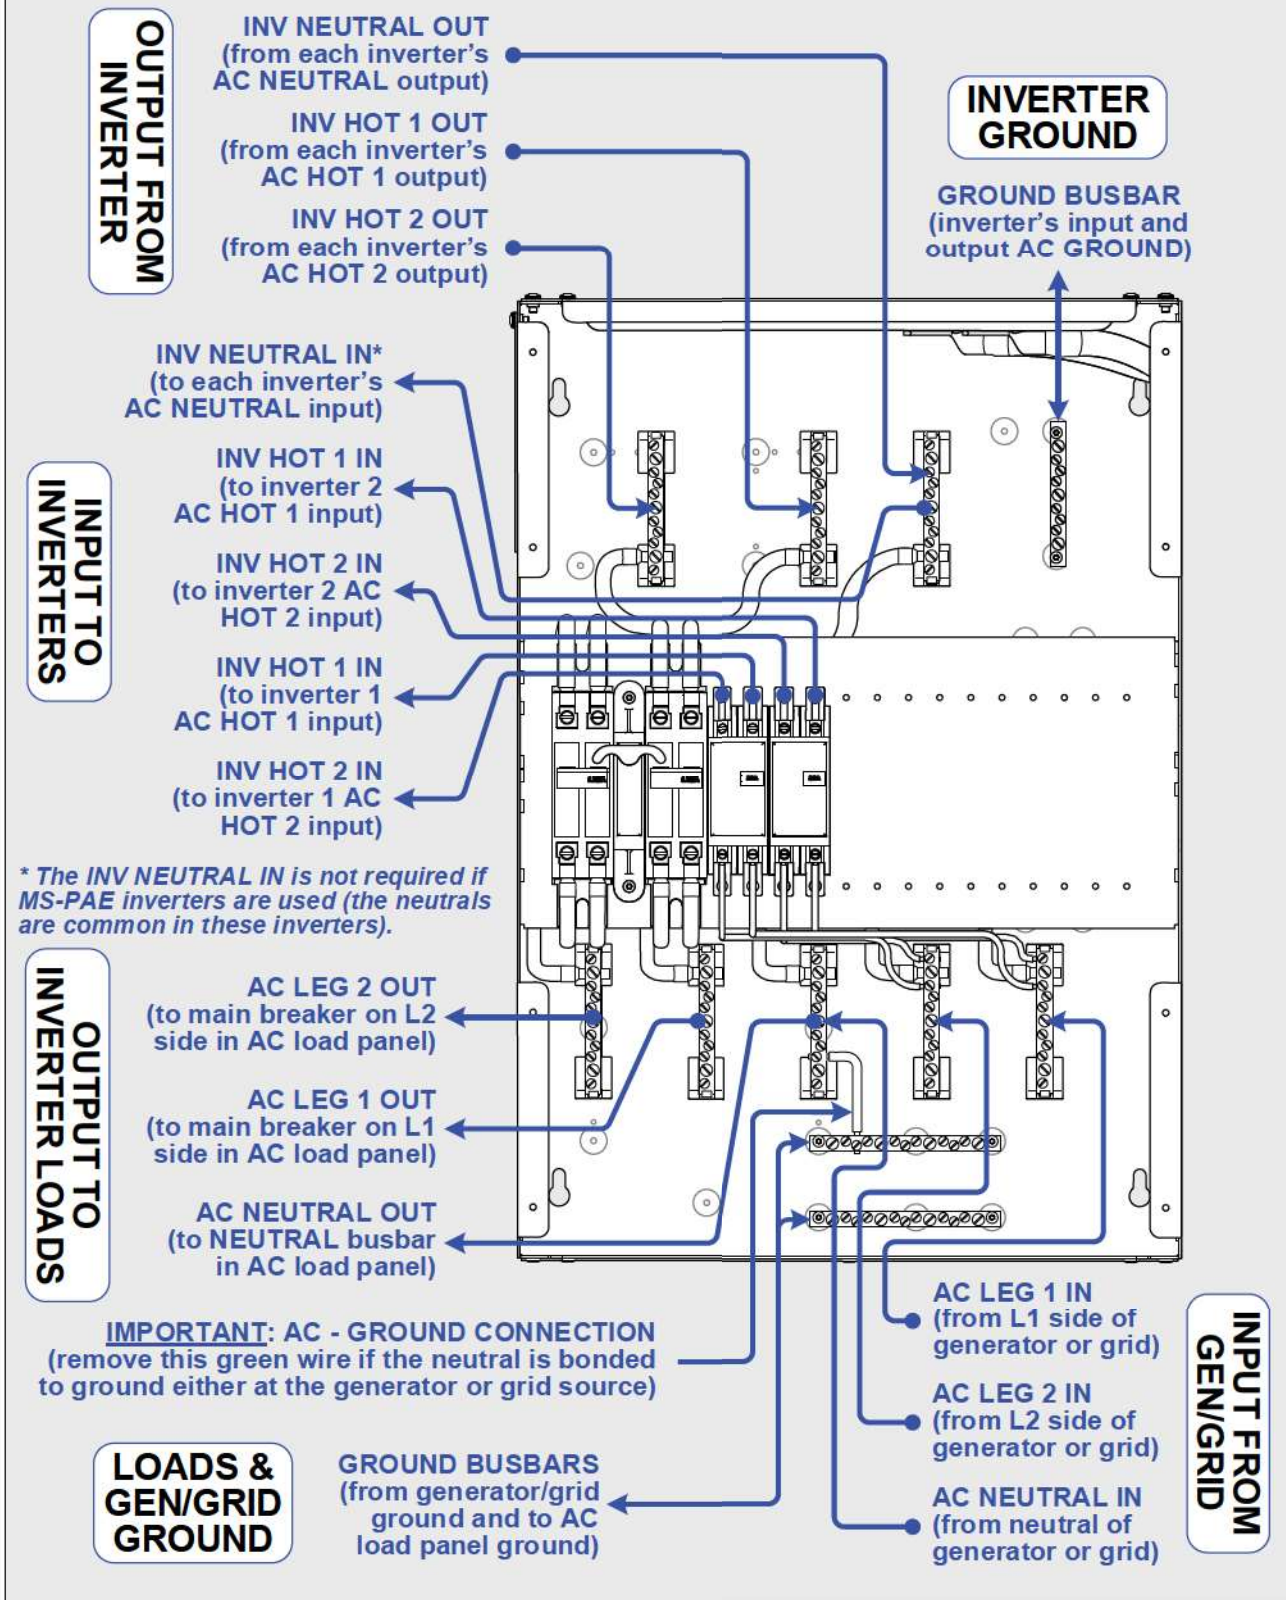 OUTPUT FROM
INVERTER
INV NEUTRAL OUT
(from each inverter's
AC NEUTRAL output)
INV HOT 1 OUT
(from each inverter's
AC HOT 1 output)
INV HOT 2 OUT
(from each inverter's
AC HOT 2 output)
INVERTER
GROUND
GROUND BUSBAR
(inverter's input and
output AC GROUND)
INPUT TO
INVERTERS
INV NEUTRAL IN*
(to each inverter's
AC NEUTRAL input)
INV HOT 1 IN
(to inverter 2
AC HOT 1 input)
INV HOT 2 IN
(to inverter 2 AC
HOT 2 input)
INV HOT 1 IN
(to inverter 1
AC HOT 1 input)
INV HOT 2 IN
(to inverter 1 AC
HOT 2 input)
* The INV NEUTRAL IN is not required if
MS-PAE inverters are used (the neutrals
are common in these inverters).
OUTPUT TO
INVERTER LOADS
AC LEG 2 OUT
(to main breaker on L2
side in AC load panel)
AC LEG 1 OUT
(to main breaker on L1
side in AC load panel)
AC NEUTRAL OUT
(to NEUTRAL busbar
in AC load panel)
IMPORTANT: AC - GROUND CONNECTION
(remove this green wire if the neutral is bonded
to ground either at the generator or grid source)
LOADS &
GEN/GRID
GROUND
GROUND BUSBARS
(from generator/grid
ground and to AC
load panel ground)
AC LEG 1 IN
(from L1 side of
generator or grid)
AC LEG 2 IN
(from L2 side of
generator or grid)
AC NEUTRAL IN
(from neutral of
generator or grid)
INPUT FROM
GEN/GRID